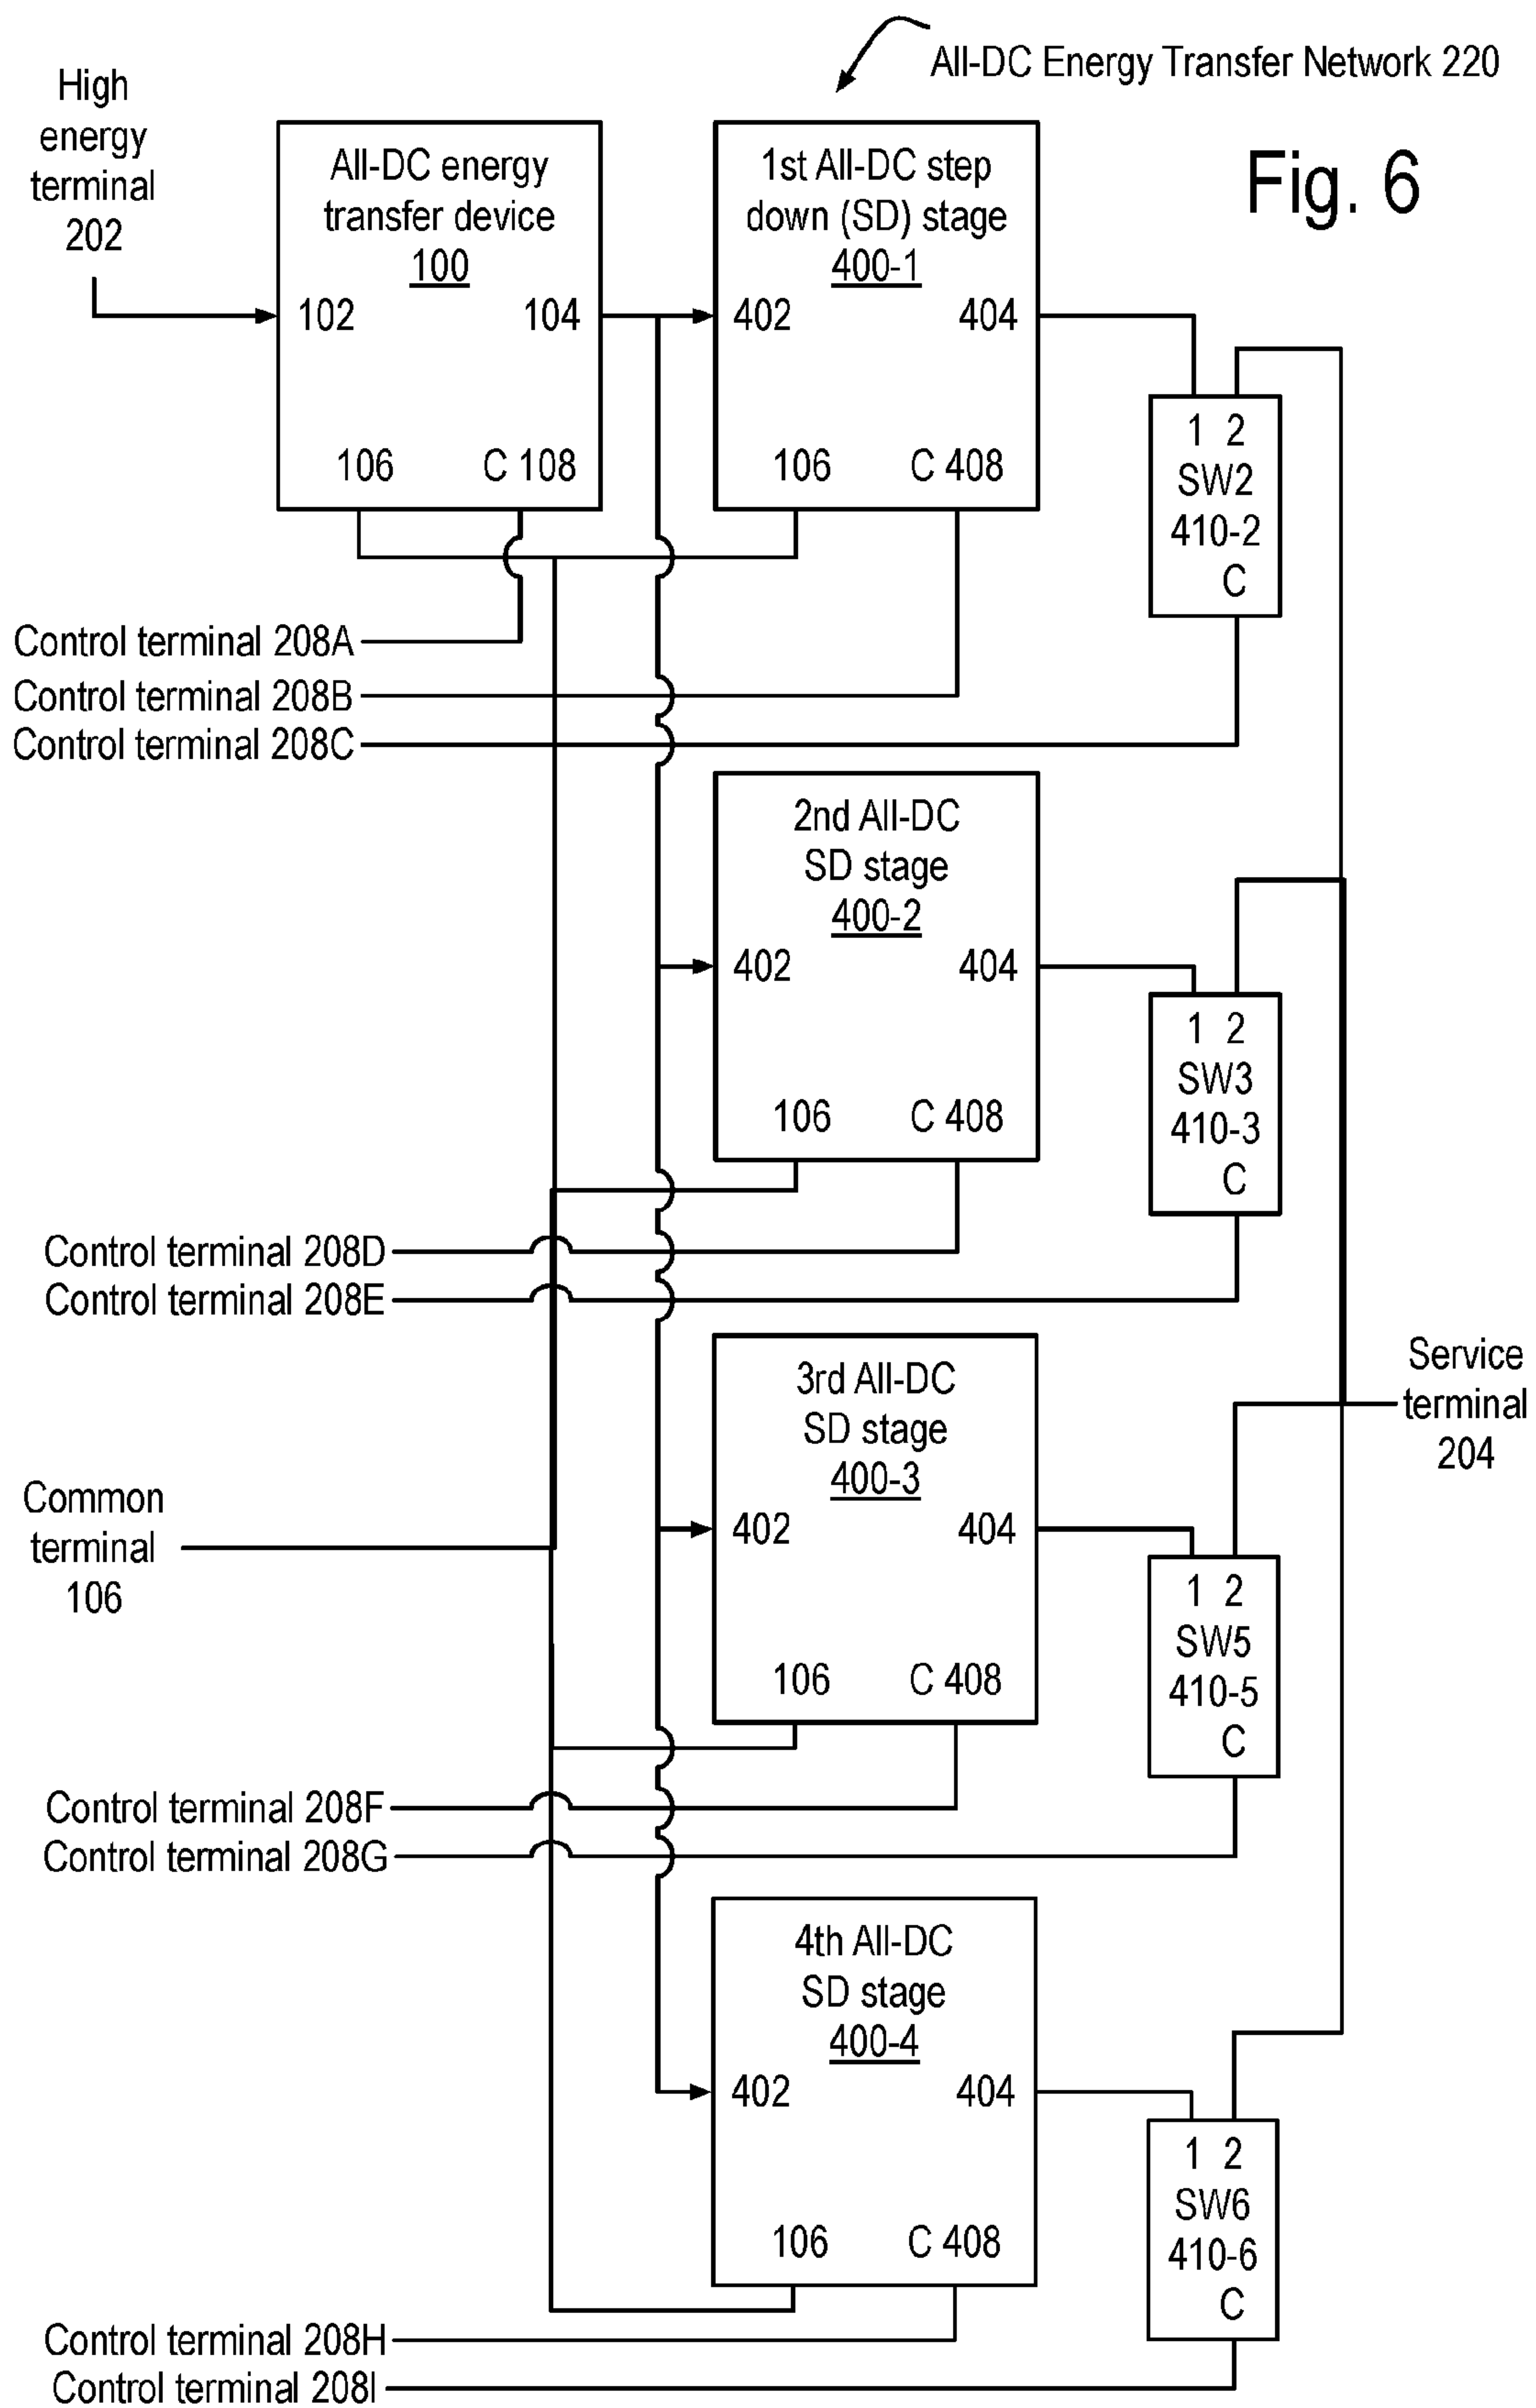 All-DC Energy Transfer Network 220
Fig. 6
High
energy
terminal
202
All-DC energy
transfer device
100
102 104
106 C 108
1st All-DC step
down (SD) stage
400-1
402 404
106 C 408
1 2
SW2
410-2
C
Control terminal 208A
Control terminal 208B
Control terminal 208C
2nd All-DC
SD stage
400-2
402 404
106 C 408
1 2
SW3
410-3
C
Control terminal 208D
Control terminal 208E
Service
terminal
204
3rd All-DC
SD stage
400-3
402 404
106 C 408
1 2
SW5
410-5
C
Common
terminal
106
Control terminal 208F
Control terminal 208G
4th All-DC
SD stage
400-4
402 404
106 C 408
1 2
SW6
410-6
C
Control terminal 208H
Control terminal 208I